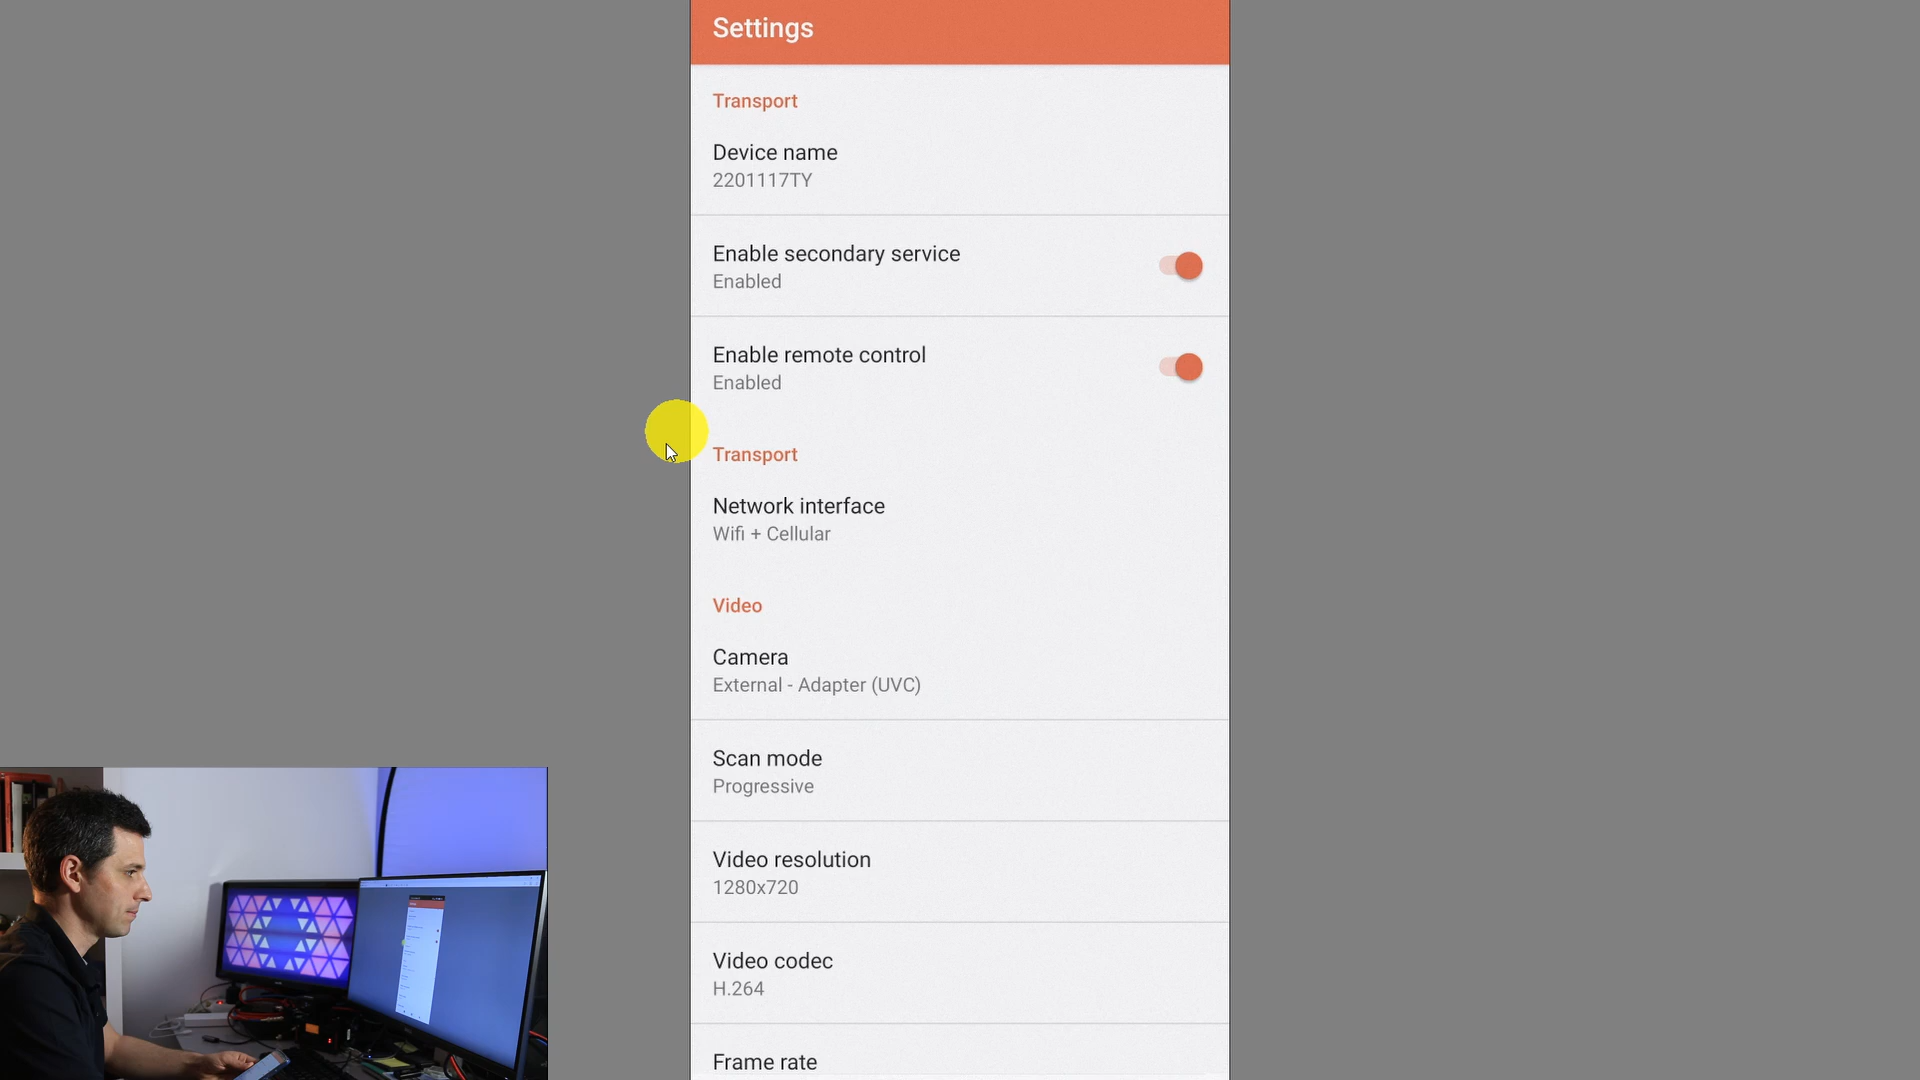 Settings
Transport
Device name
2201117TY
Enable secondary service
Enabled
Enable remote control
Enabled
Transport
Network interface
Wifi + Cellular
Video
Camera
External - Adapter (UVC)
Scan mode
Progressive
Video resolution
1280x720
Video codec
H.264
Frame rate